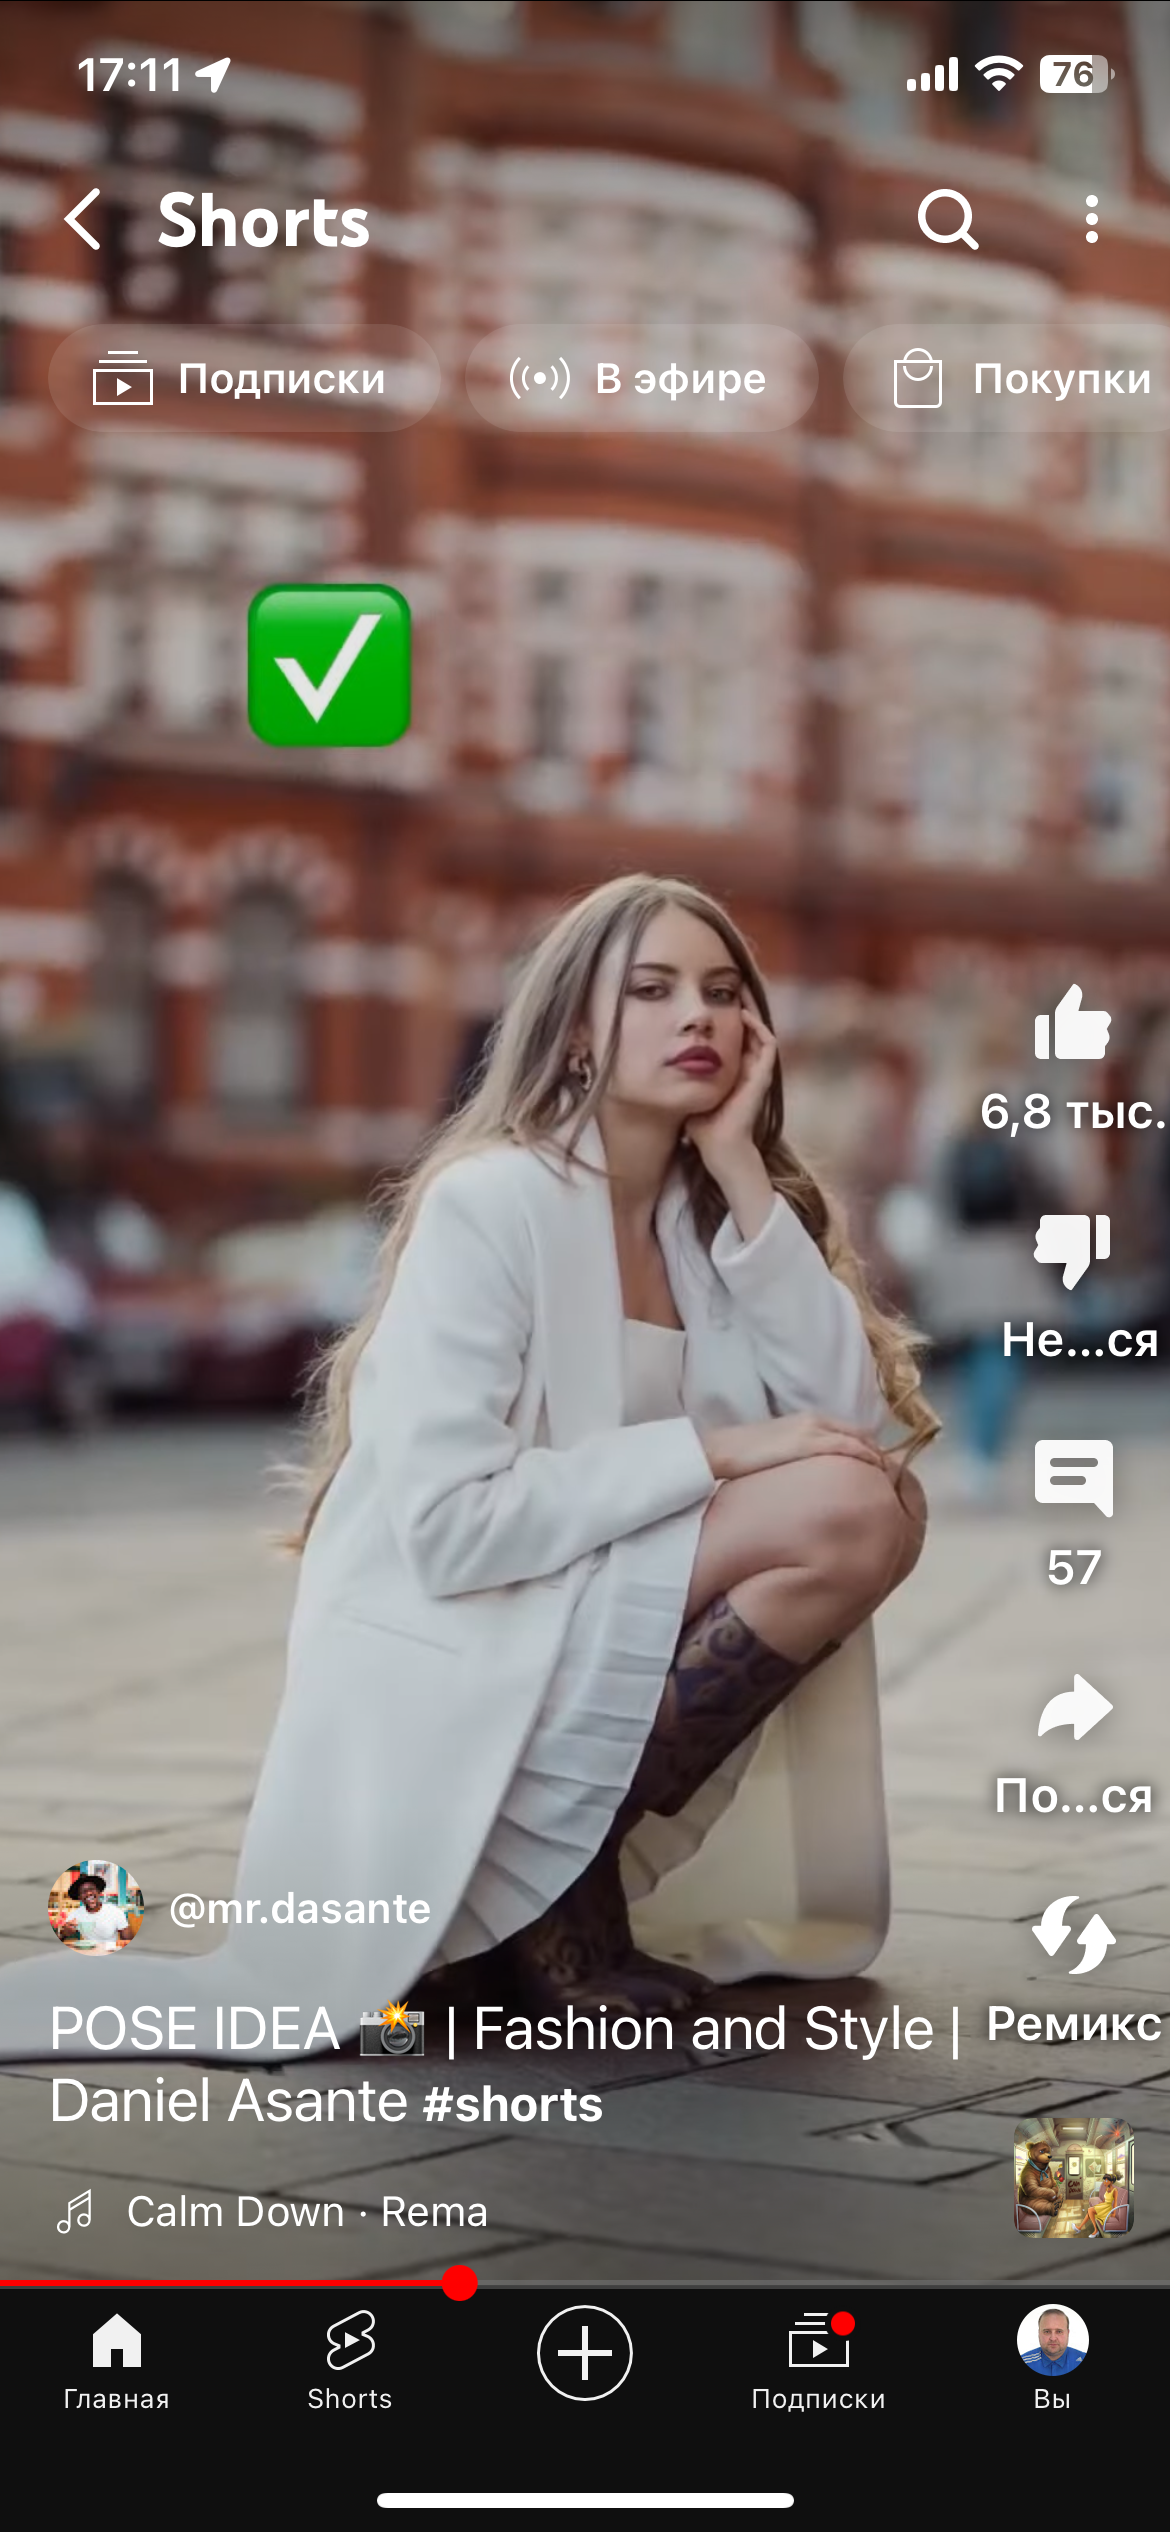 17:11
76
Shorts
Подписки
В эфире
Покупки
6,8 тыс.
Не...ся
57
По...ся
@mr.dasante
POSE IDEA 📸 | Fashion and Style |
Daniel Asante #shorts
Ремикс
Calm Down · Rema
Главная
Shorts
Подписки
Вы